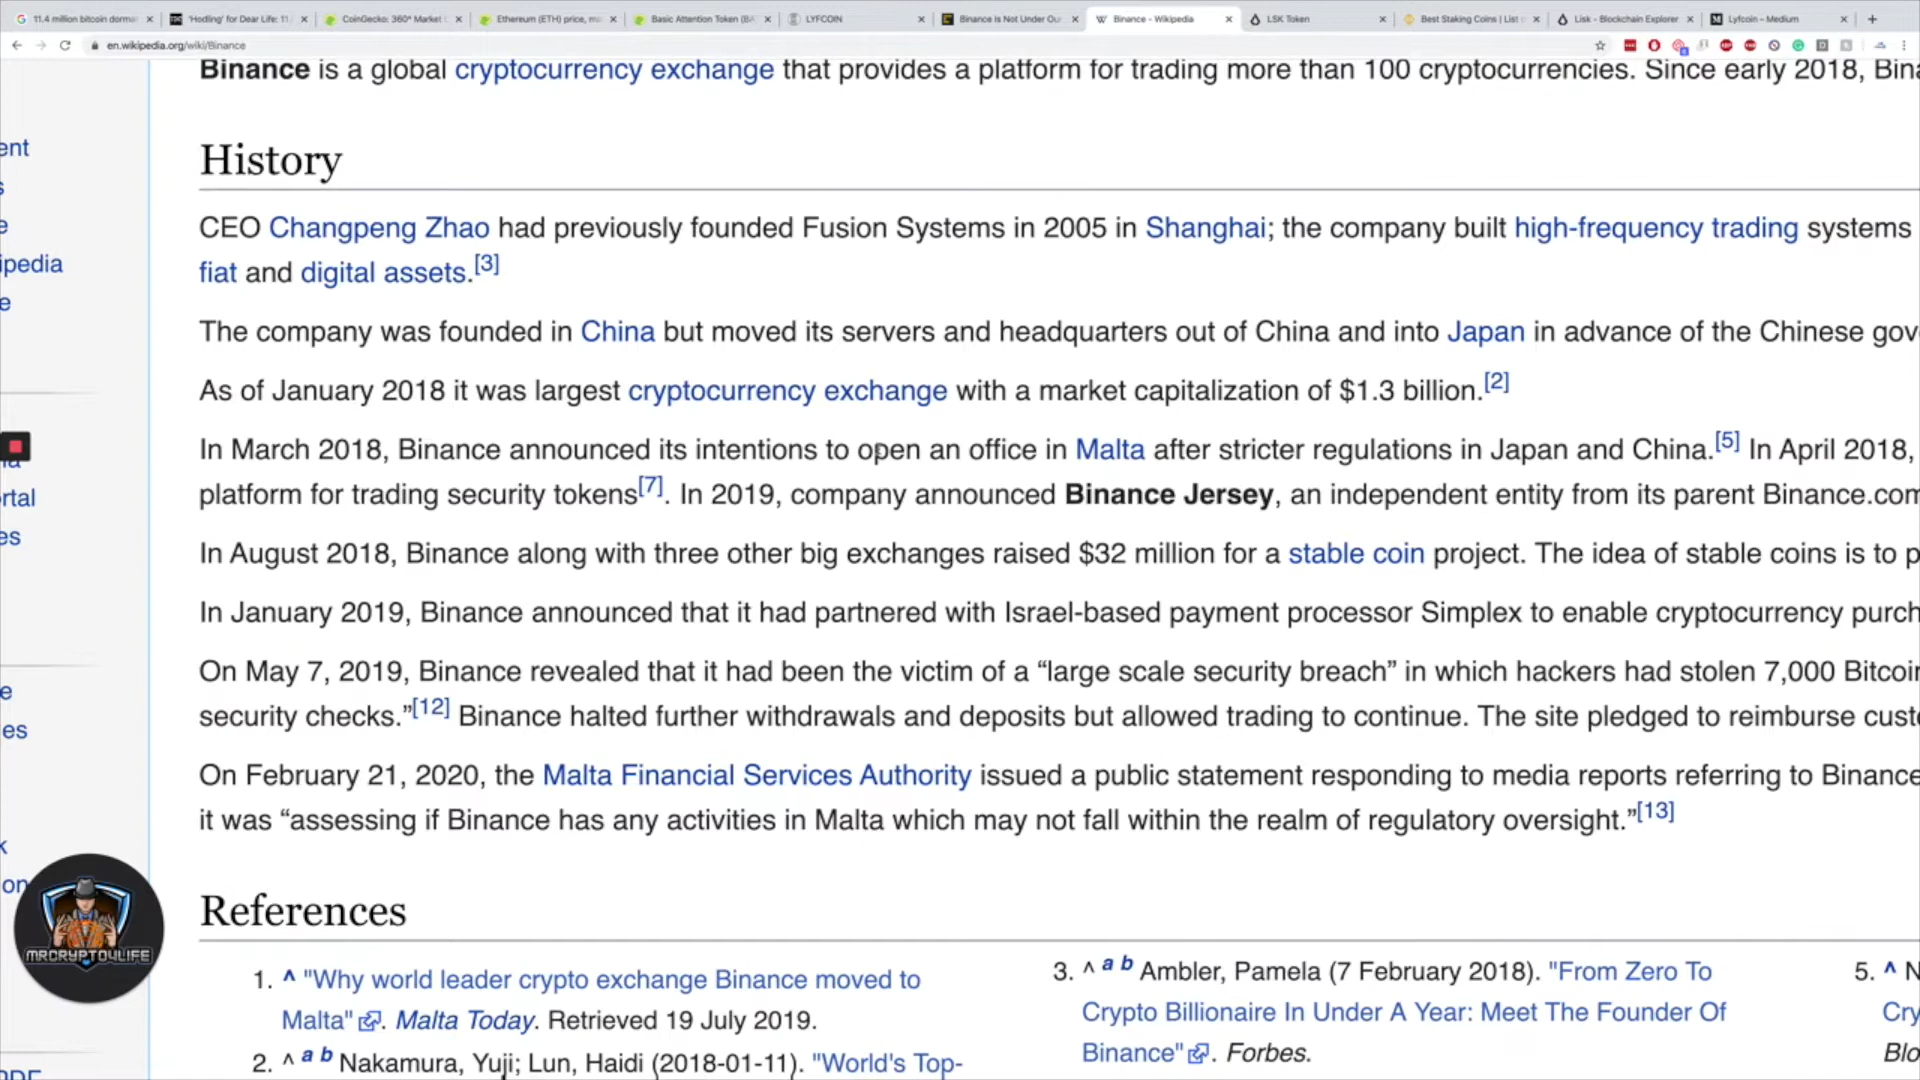 11.4 million bitcoin dorma
'Hodling' for Dear Life: 11
CoinGecko: 360° Market
Ethereum (ETH) price, ma
Basic Attention Token (BA
LYFCOIN
Binance Is Not Under Our
Binance - Wikipedia
LSK Token
Best Staking Coins | List
Lisk - Blockchain Explorer
Lyfcoin – Medium
en.wikipedia.org/wiki/Binance
Binance is a global cryptocurrency exchange that provides a platform for trading more than 100 cryptocurrencies. Since early 2018, Bina
ent
s
e
ipedia
e
rtal
es
e
es
k
on
PDF
History
CEO Changpeng Zhao had previously founded Fusion Systems in 2005 in Shanghai; the company built high-frequency trading systems
fiat and digital assets.[3]
The company was founded in China but moved its servers and headquarters out of China and into Japan in advance of the Chinese gov
As of January 2018 it was largest cryptocurrency exchange with a market capitalization of $1.3 billion.[2]
In March 2018, Binance announced its intentions to open an office in Malta after stricter regulations in Japan and China.[5] In April 2018,
platform for trading security tokens[7]. In 2019, company announced Binance Jersey, an independent entity from its parent Binance.com
In August 2018, Binance along with three other big exchanges raised $32 million for a stable coin project. The idea of stable coins is to p
In January 2019, Binance announced that it had partnered with Israel-based payment processor Simplex to enable cryptocurrency purch
On May 7, 2019, Binance revealed that it had been the victim of a “large scale security breach” in which hackers had stolen 7,000 Bitcoin
security checks.”[12] Binance halted further withdrawals and deposits but allowed trading to continue. The site pledged to reimburse custo
On February 21, 2020, the Malta Financial Services Authority issued a public statement responding to media reports referring to Binance
it was “assessing if Binance has any activities in Malta which may not fall within the realm of regulatory oversight.”[13]
MRCRYPTO4LIFE
References
1. ^ "Why world leader crypto exchange Binance moved to
Malta". Malta Today. Retrieved 19 July 2019.
2. ^ a b Nakamura, Yuji; Lun, Haidi (2018-01-11). "World's Top-
3. ^ a b Ambler, Pamela (7 February 2018). "From Zero To
Crypto Billionaire In Under A Year: Meet The Founder Of
Binance". Forbes.
5. ^ N
Cry
Blo